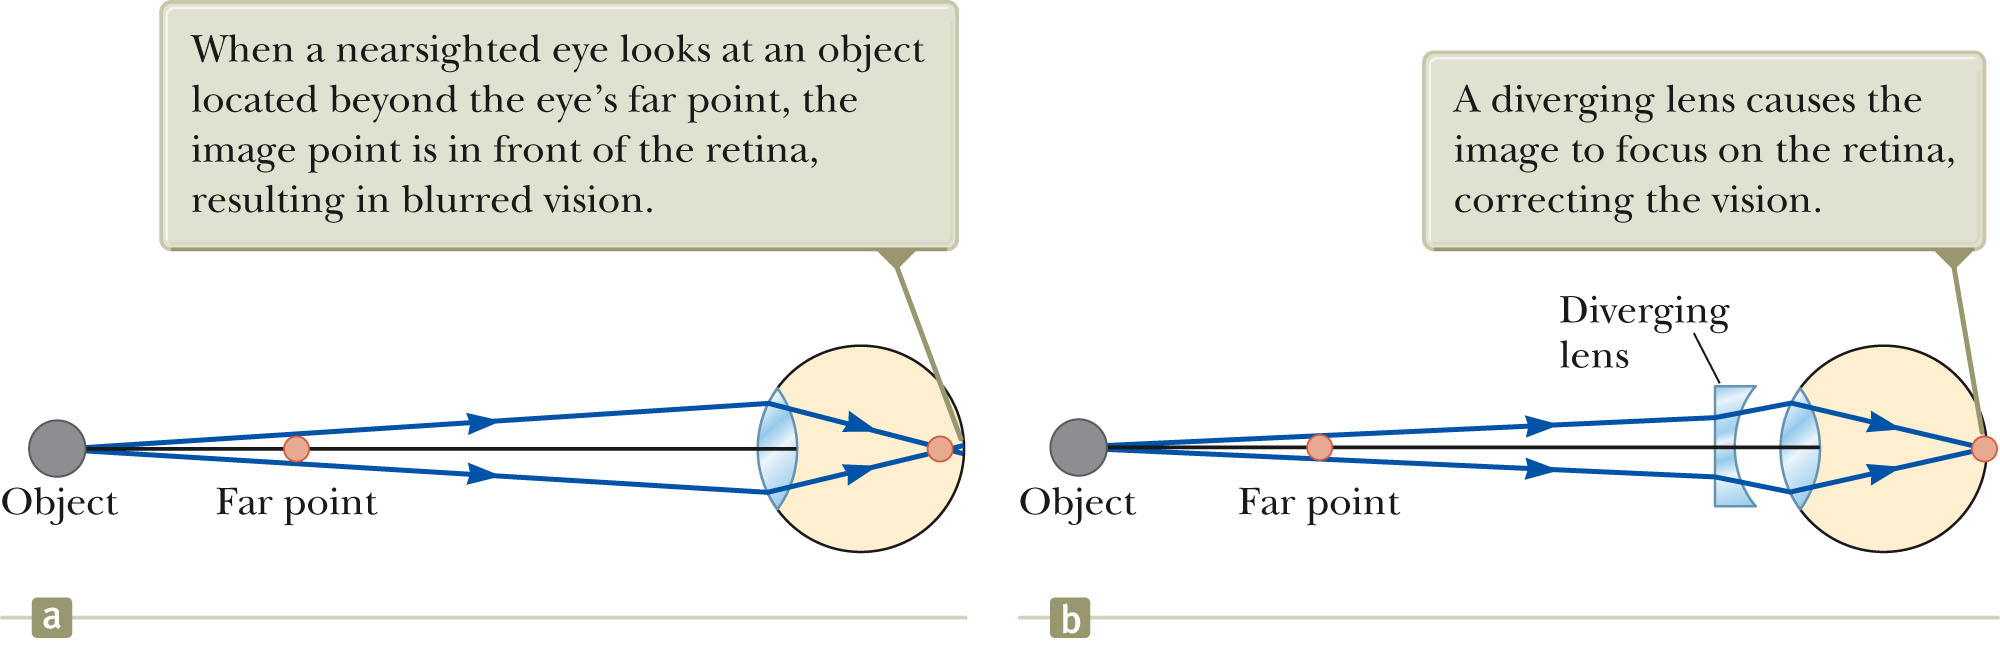 When a nearsighted eye looks at an object
located beyond the eye’s far point, the
image point is in front of the retina,
resulting in blurred vision.
Object
Far point
a
A diverging lens causes the
image to focus on the retina,
correcting the vision.
Diverging
lens
Object
Far point
b